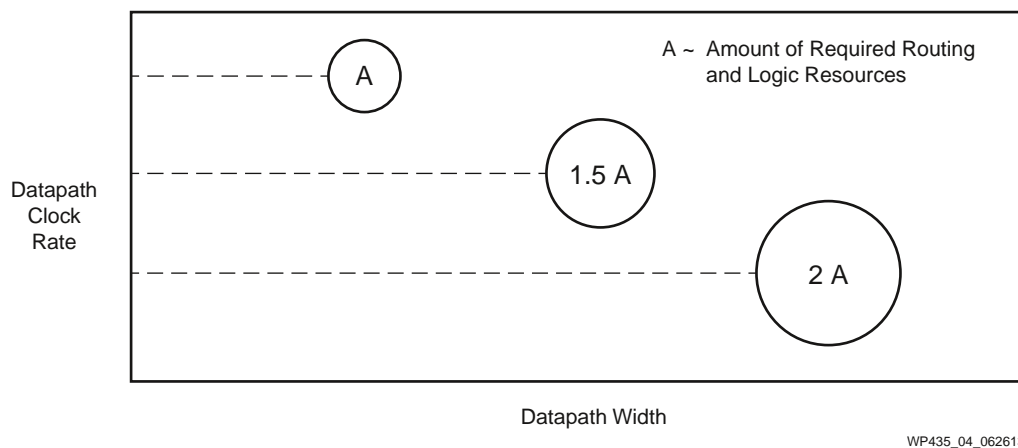 A ~ Amount of Required Routing
and Logic Resources
A
1.5 A
2 A
Datapath
Clock
Rate
Datapath Width
WP435_04_06261